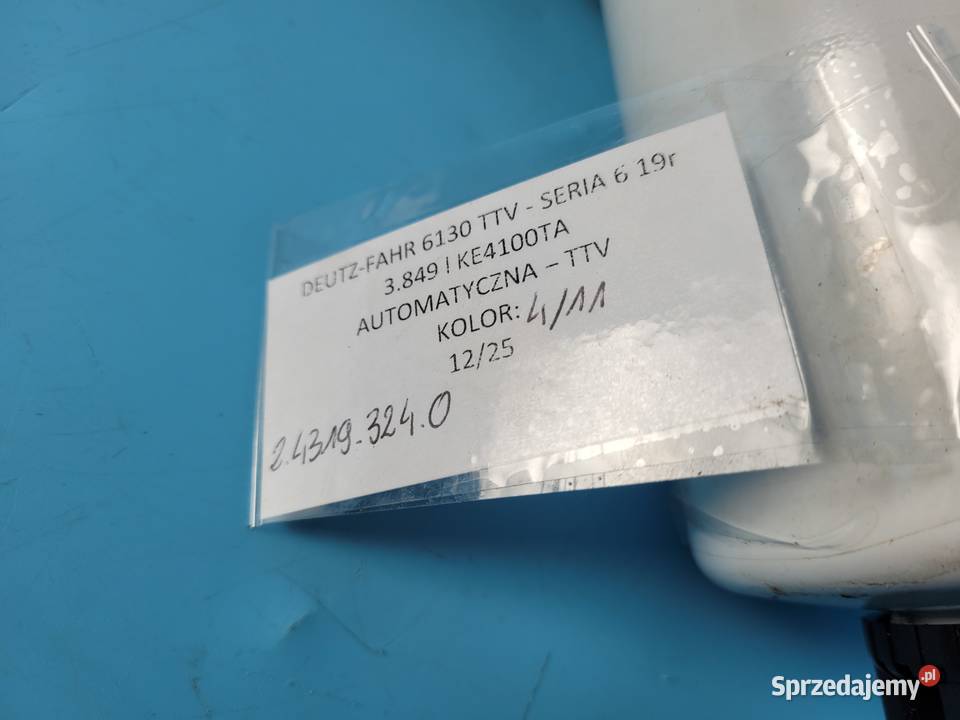 DEUTZ-FAHR 6130 TTV - SERIA 6 19r
3.849 ! KE4100TA
AUTOMATYCZNA – TTV
KOLOR: 4/11
12/25
2.4319.324.0
Sprzedajemy.pl